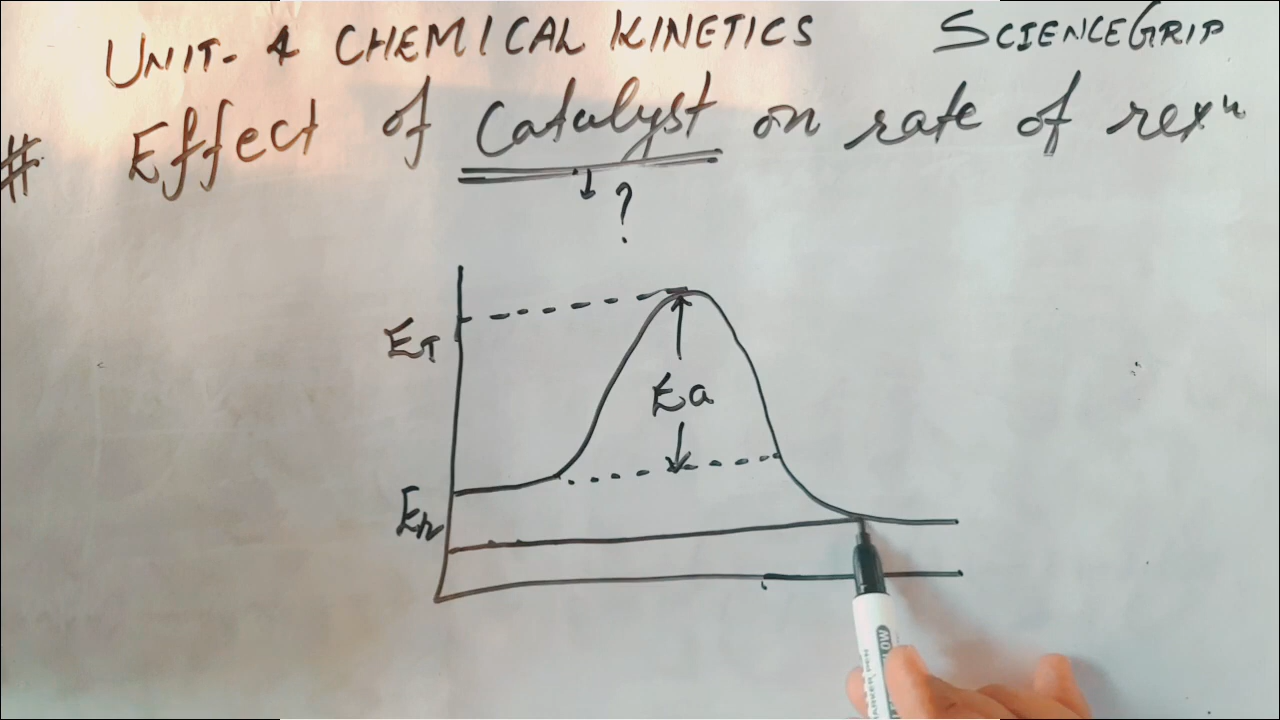 UNIT- 4 CHEMICAL KINETICS SCIENCEGRIP
# Effect of Catalyst on rate of rexⁿ
↓ ?
ET
Ea
ER